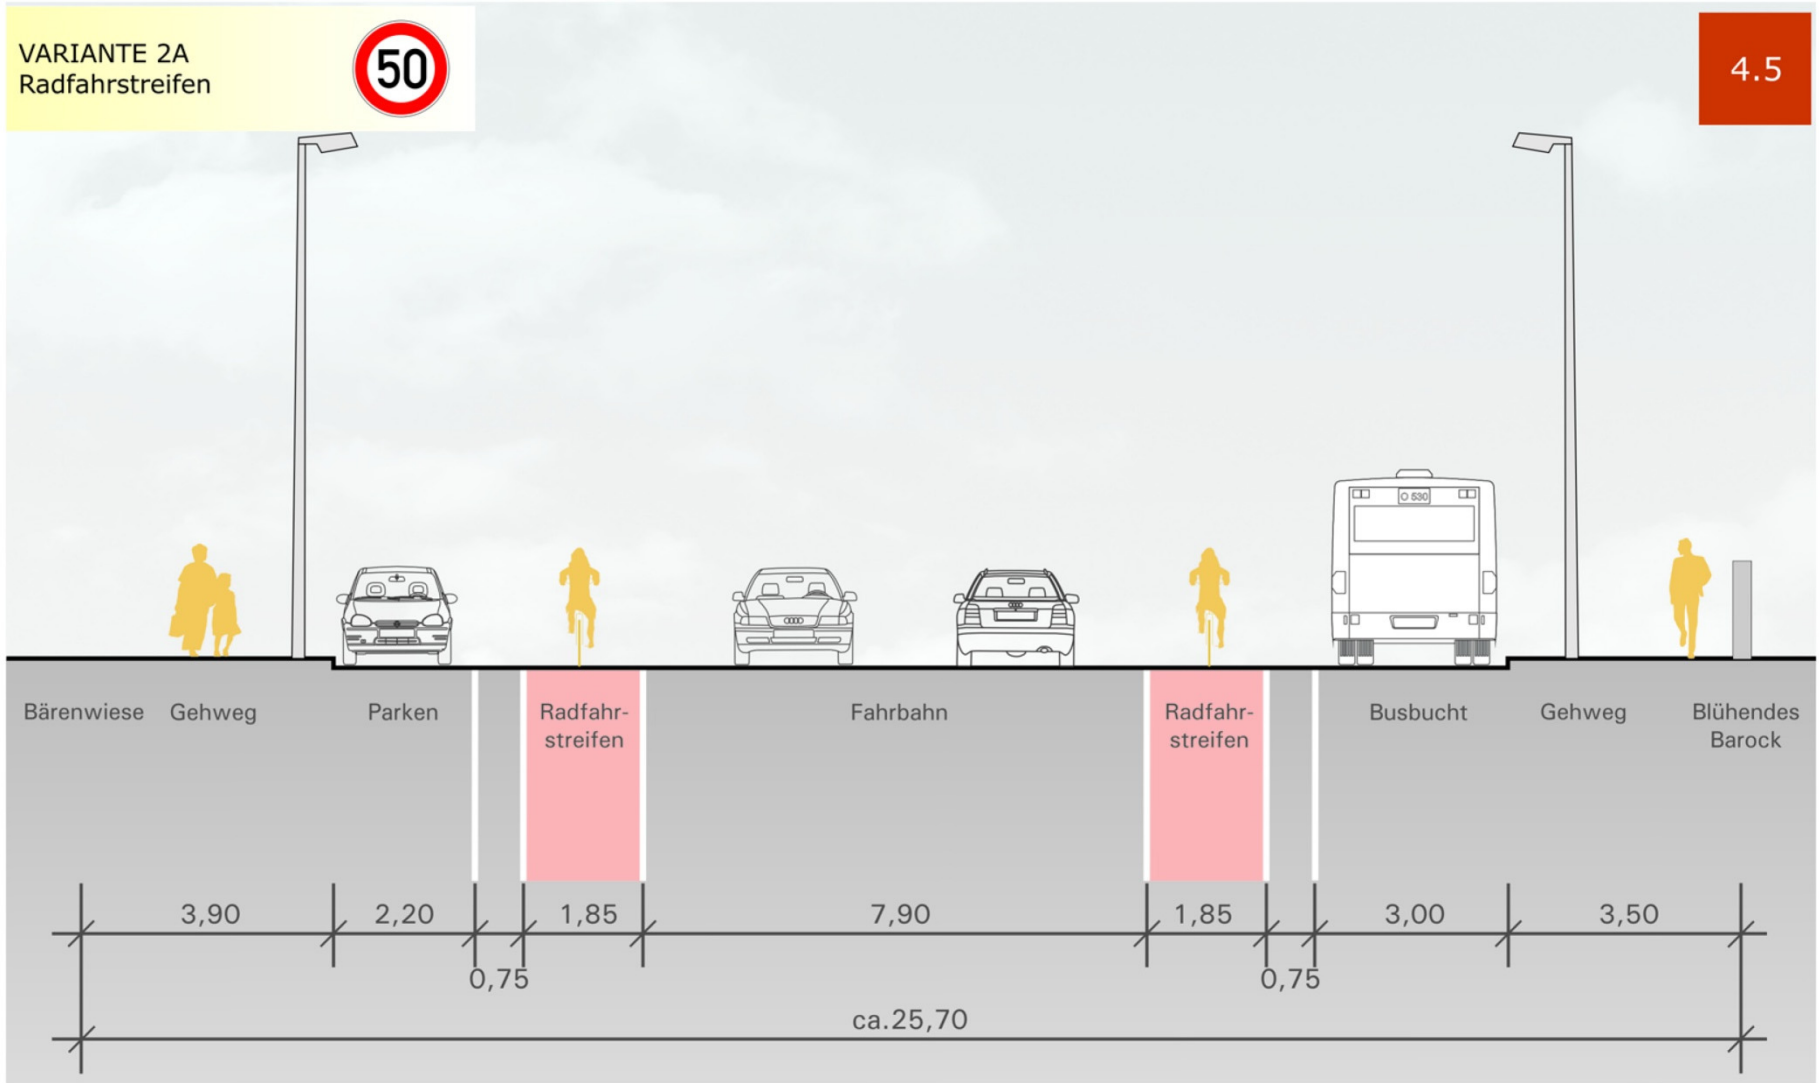 VARIANTE 2A
Radfahrstreifen
50
4.5
O 530
Bärenwiese
Gehweg
Parken
Radfahr-
streifen
Fahrbahn
Radfahr-
streifen
Busbucht
Gehweg
Blühendes
Barock
3,90
2,20
0,75
1,85
7,90
1,85
0,75
3,00
3,50
ca.25,70